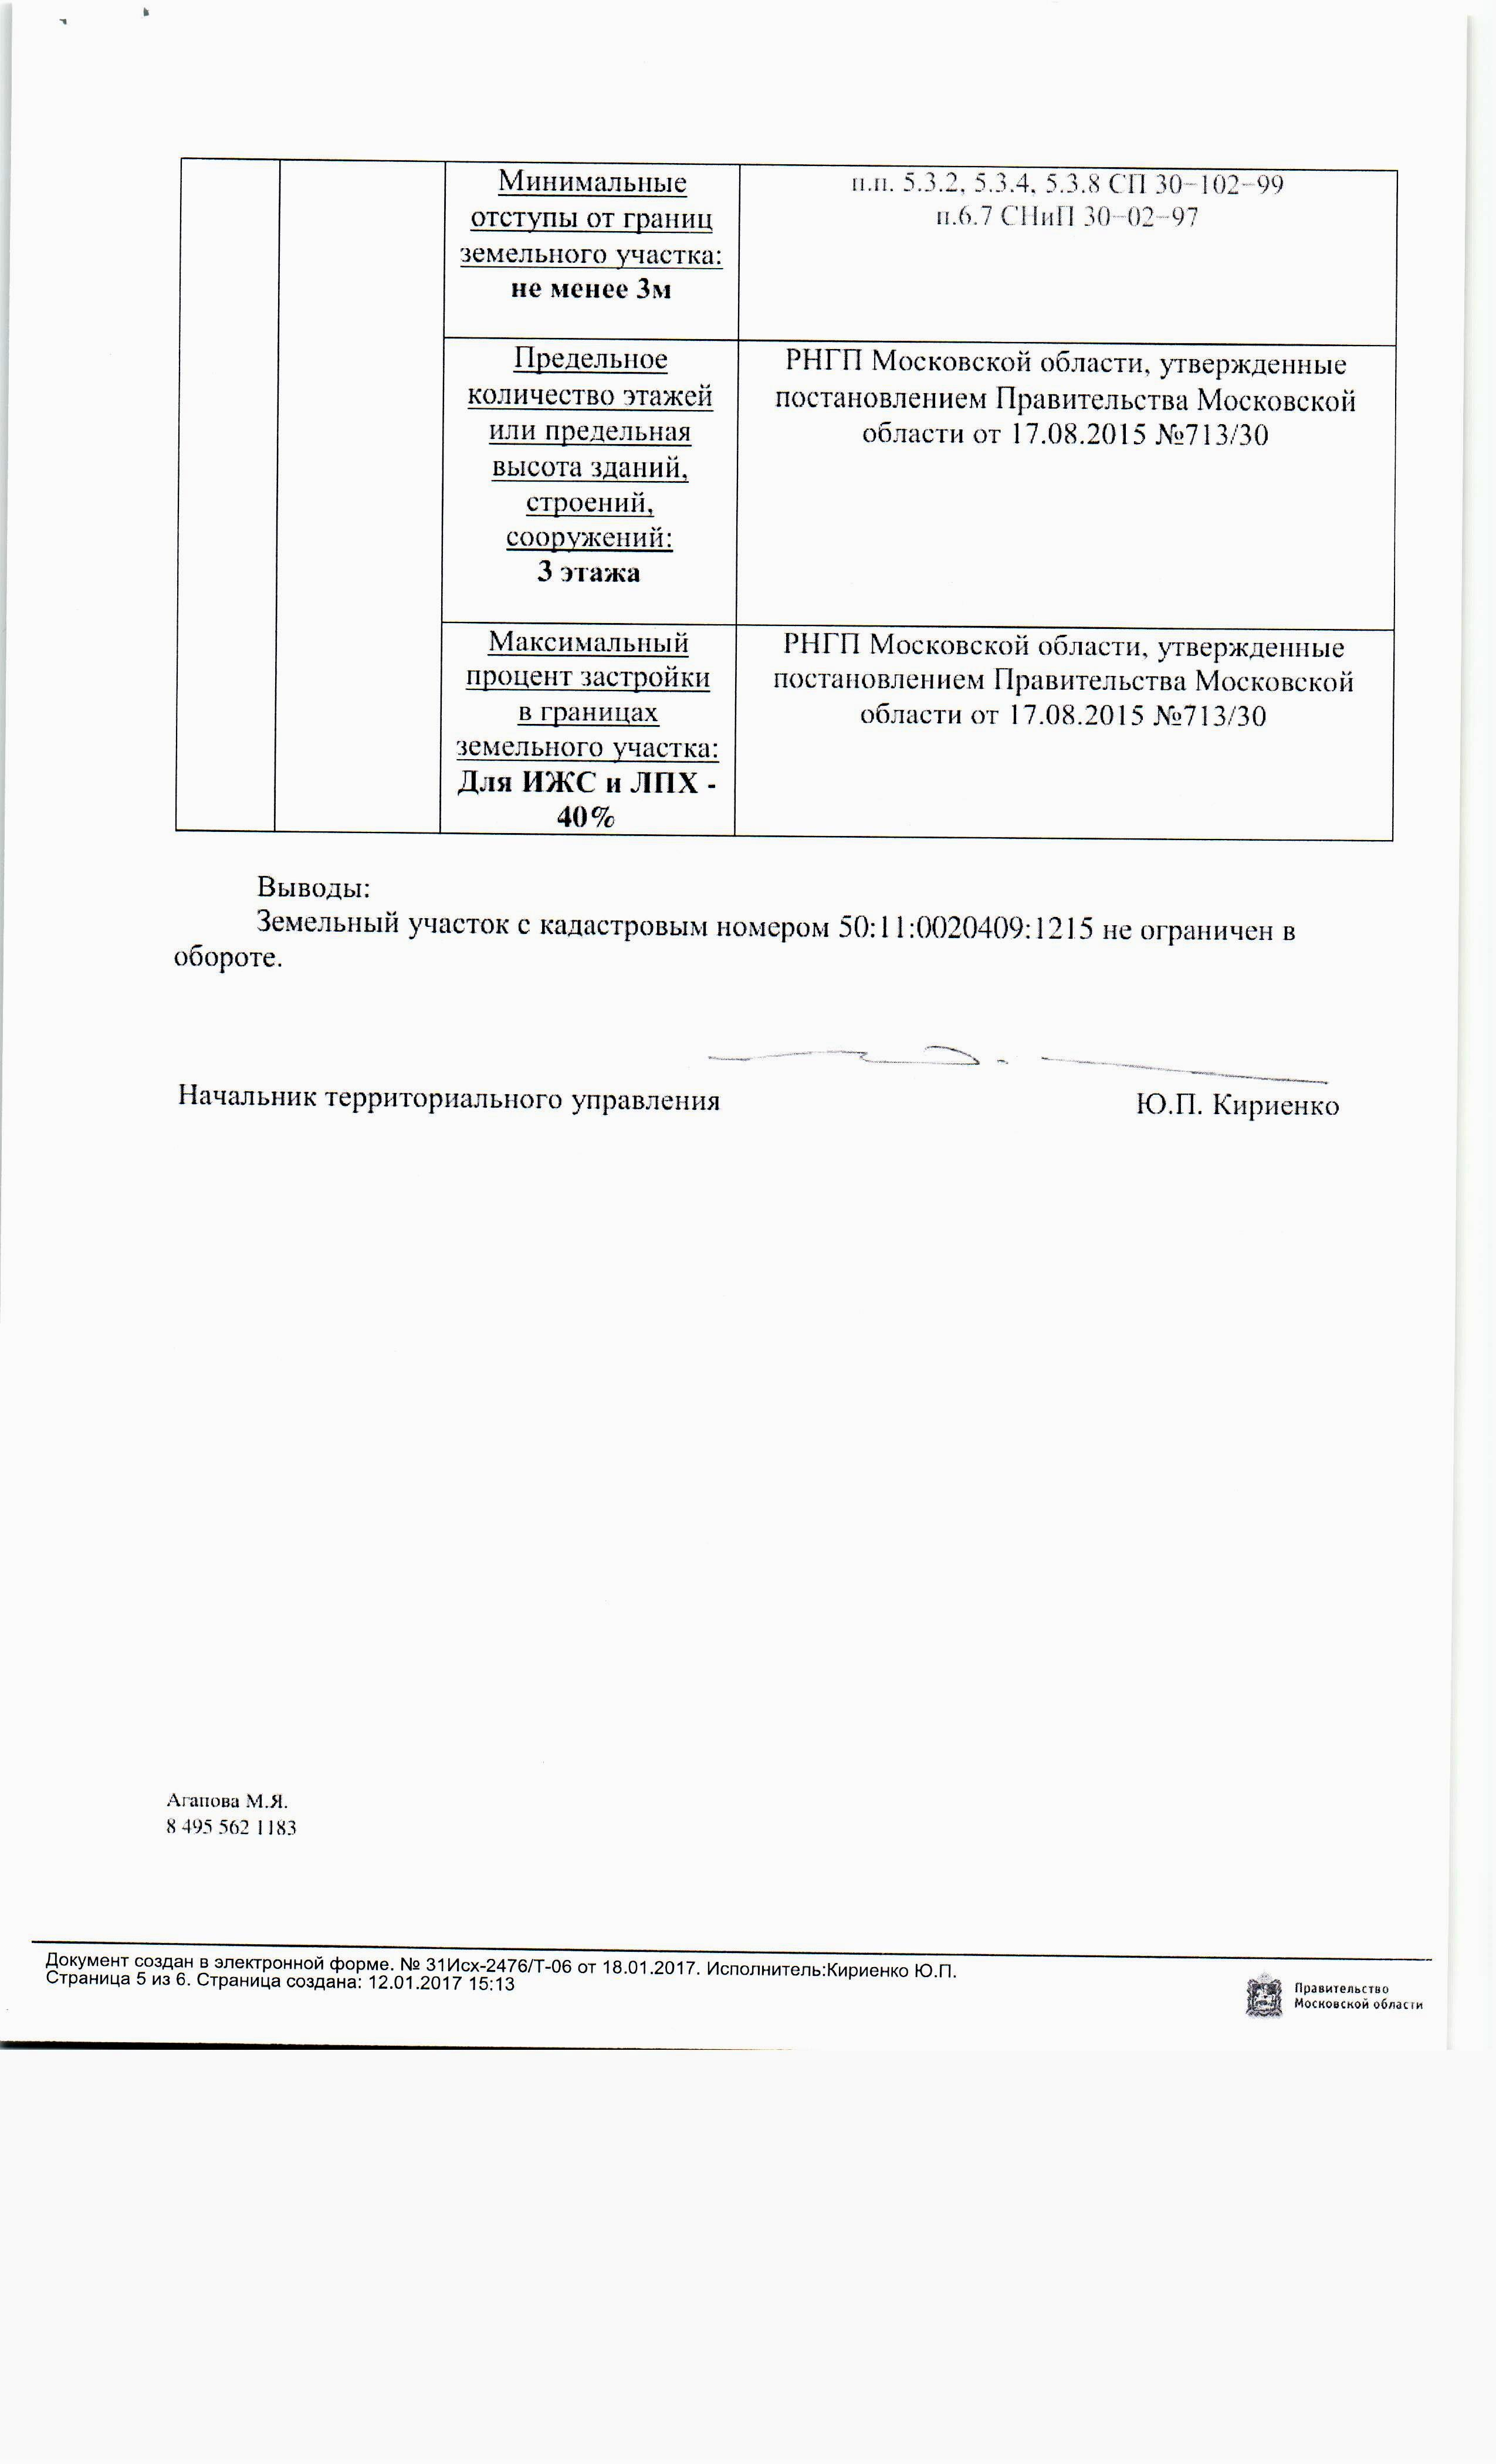 Минимальные
отступы от границ
земельного участка:
не менее 3м
п.п. 5.3.2, 5.3.4, 5.3.8 СП 30-102-99
п.6.7 СНиП 30-02-97
Предельное
количество этажей
или предельная
высота зданий,
строений,
сооружений:
3 этажа
РНГП Московской области, утвержденные
постановлением Правительства Московской
области от 17.08.2015 №713/30
Максимальный
процент застройки
в границах
земельного участка:
Для ИЖС и ЛПХ -
40%
РНГП Московской области, утвержденные
постановлением Правительства Московской
области от 17.08.2015 №713/30
Выводы:
Земельный участок с кадастровым номером 50:11:0020409:1215 не ограничен в
обороте.
Начальник территориального управления
Ю.П. Кириенко
Агапова М.Я.
8 495 562 1183
Документ создан в электронной форме. № 31Исх-2476/Т-06 от 18.01.2017. Исполнитель:Кириенко Ю.П.
Страница 5 из 6. Страница создана: 12.01.2017 15:13
Правительство
Московской области